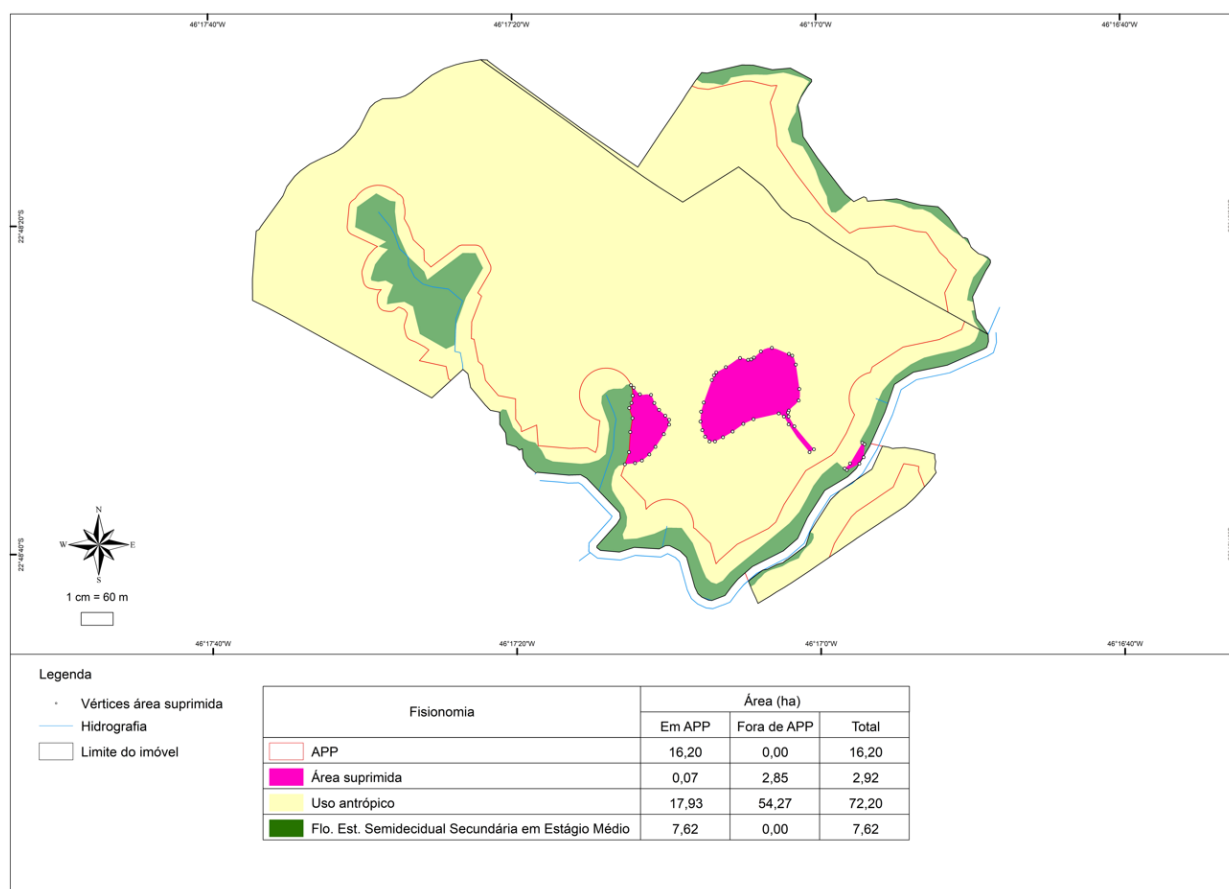 46°17'40"W 46°17'20"W 46°17'0"W 46°16'40"W
22°48'20"S
22°48'40"S
N
W E
S
1 cm = 60 m
46°17'40"W 46°17'20"W 46°17'0"W 46°16'40"W
Legenda
Vértices área suprimida
Hidrografia
Limite do imóvel
Fisionomia Área (ha)
Em APP Fora de APP Total
APP 16,20 0,00 16,20
Área suprimida 0,07 2,85 2,92
Uso antrópico 17,93 54,27 72,20
Flo. Est. Semidecidual Secundária em Estágio Médio 7,62 0,00 7,62